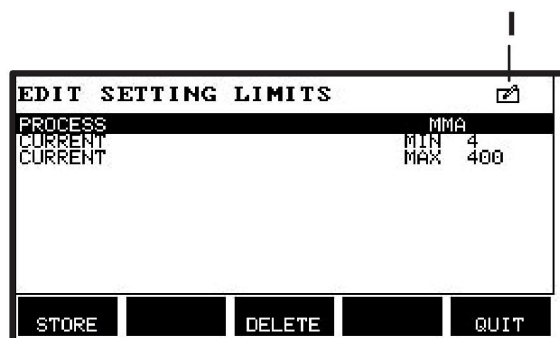 I
EDIT SETTING LIMITS
PROCESS MMA
CURRENT MIN 4
CURRENT MAX 400
STORE DELETE QUIT